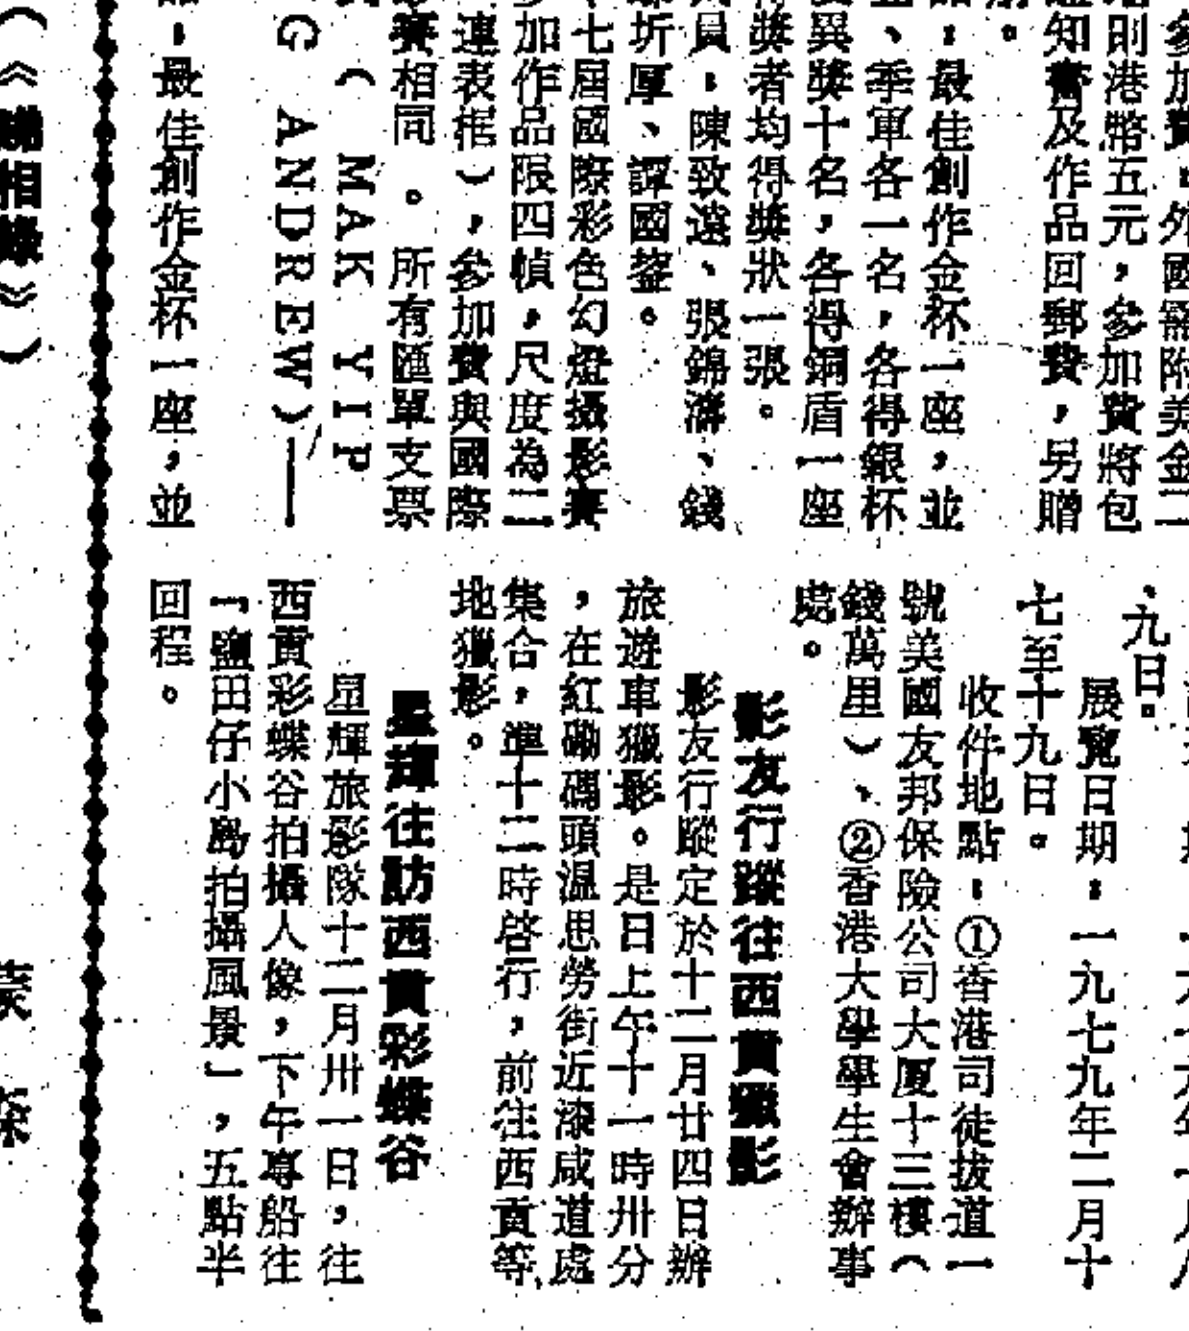 參加費,外國需附美金二
則港幣五元,參加費將包
知書及作品回郵費,另贈
品:最佳創作金杯一座,並
、季軍各一名,各得銀杯
異獎十名,各得銅盾一座
得獎者均得獎狀一張。
員:陳致遠、張錦濤、錢
圻厚、譚國鋆。
七屆國際彩色幻燈攝影賽
參加作品限四幀,尺度為二
連表框),參加費與國際
賽相同。所有匯單支票
( MAK YIP
G ANDREW)——
:最佳創作金杯一座,並
、九日。
展覽日期:一九七九年二月十
七至十九日。
收件地點:①香港司徒拔道一
號美國友邦保險公司大厦十三樓(
錢萬里)、②香港大學學生會辦事
處。
影友行蹤往西貢獵影
影友行蹤定於十二月廿四日辦
旅遊車獵影。是日上午十一時卅分
,在紅磡碼頭溫思勞街近漆咸道處
集合,準十二時啓行,前往西貢等
地獵影。
星輝往訪西貢彩蝶谷
星輝旅影隊十二月卅一日,往
西貢彩蝶谷拍攝人像,下午專船往
「鹽田仔小島拍攝風景」,五點半
回程。